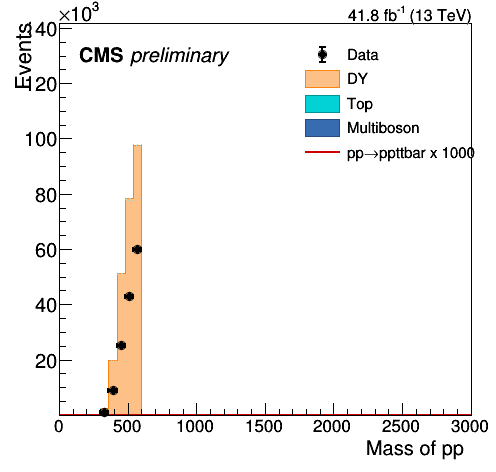 ×10³
41.8 fb⁻¹ (13 TeV)
Events
CMS preliminary
Data
DY
Top
Multiboson
pp→ppttbar x 1000
140
120
100
80
60
40
20
0 500 1000 1500 2000 2500 3000
Mass of pp